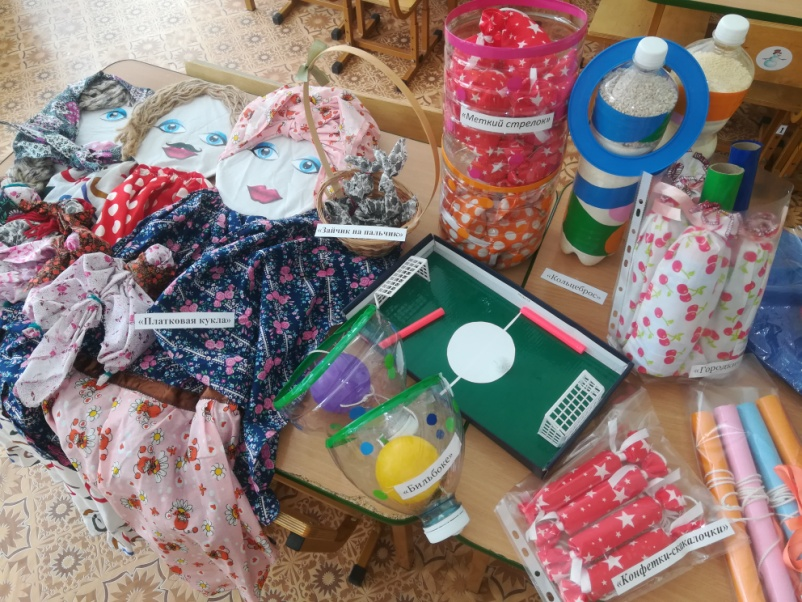 «Меткий стрелок»
«Зайчик на пальчик»
«Кольцеброс»
«Платковая кукла»
«Городки»
«Бильбоке»
«Конфетки-скакалочки»